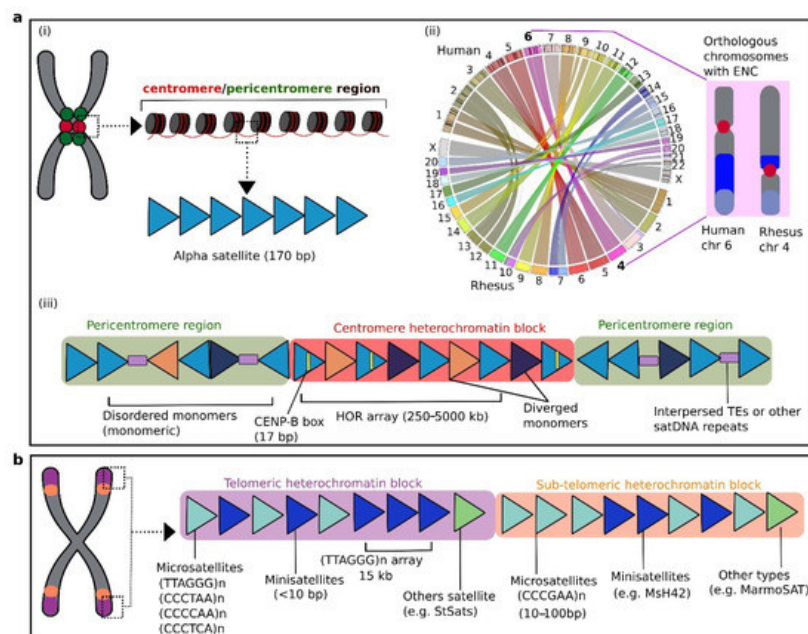 a
(i)
centromere/pericentromere region
Alpha satellite (170 bp)
(ii)
Human
X
1
2
3
4
5
6
7
8
9
10
11
12
13
14
15
16
17
18
19
20
21
22
X
Rhesus
1
2
3
4
5
6
7
8
9
10
11
12
13
14
15
16
17
18
19
20
Orthologous
chromosomes
with ENC
Human
chr 6
Rhesus
chr 4
(iii)
Pericentromere region
Centromere heterochromatin block
Pericentromere region
Disordered monomers
(monomeric)
CENP-B box
(17 bp)
HOR array (250-5000 kb)
Diverged
monomers
Interpersed TEs or other
satDNA repeats
b
Telomeric heterochromatin block
Sub-telomeric heterochromatin block
Microsatellites
(TTAGGG)n
(CCCTAA)n
(CCCCAA)n
(CCCTCA)n
Minisatellites
(<10 bp)
(TTAGGG)n array
15 kb
Others satellite
(e.g. StSats)
Microsatellites
(CCCGAA)n
(10-100bp)
Minisatellites
(e.g. MsH42)
Other types
(e.g. MarmoSAT)